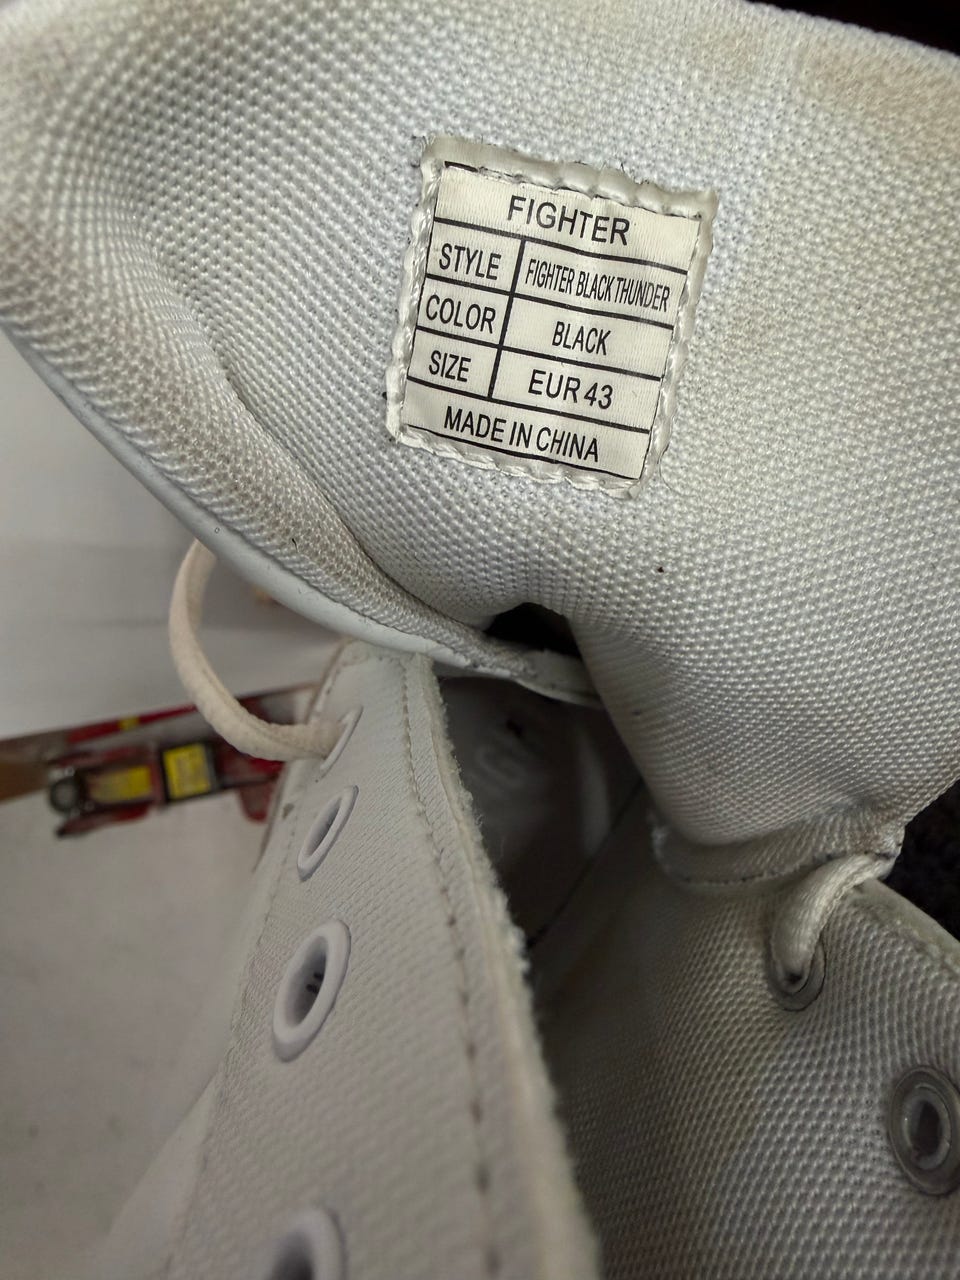 FIGHTER
STYLE FIGHTER BLACK THUNDER
COLOR BLACK
SIZE EUR 43
MADE IN CHINA